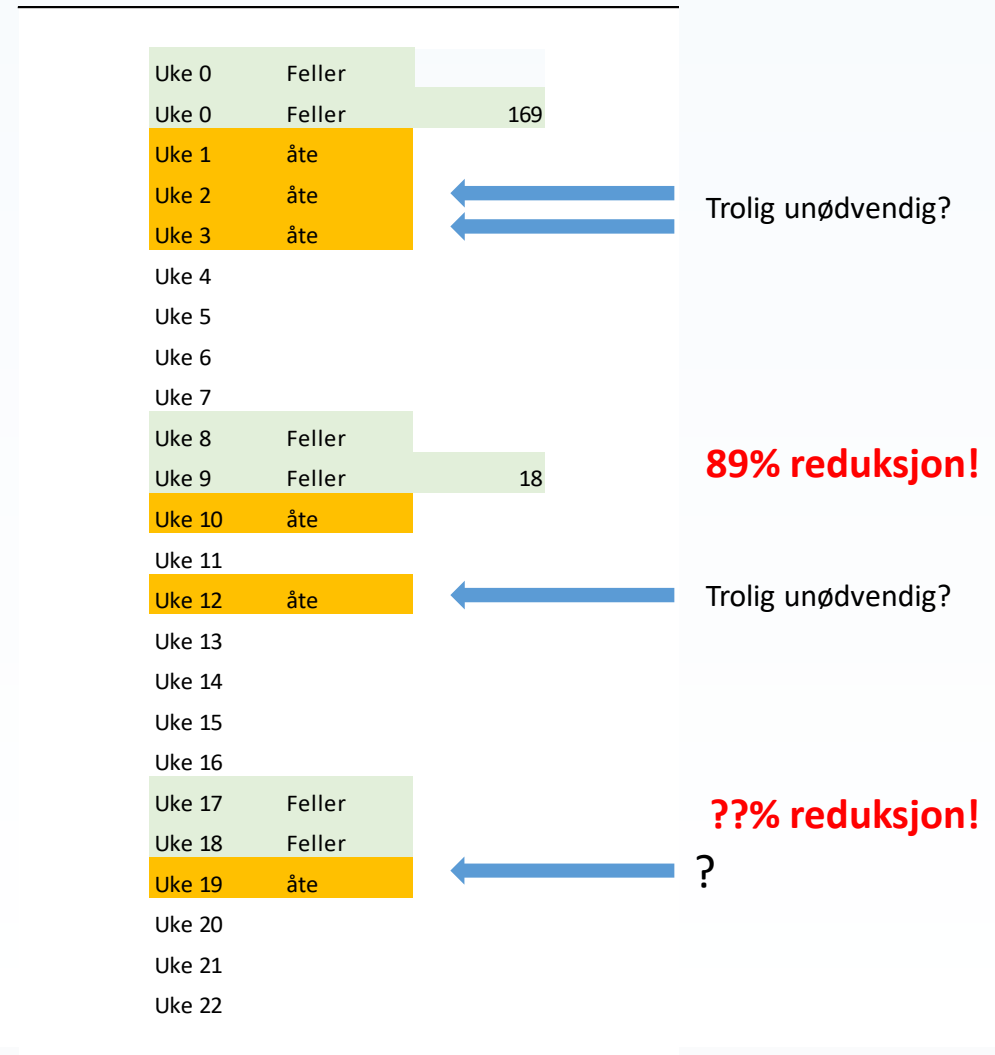 Uke 0 Feller
Uke 0 Feller 169
Uke 1 åte
Uke 2 åte
Trolig unødvendig?
Uke 3 åte
Uke 4
Uke 5
Uke 6
Uke 7
Uke 8 Feller
89% reduksjon!
Uke 9 Feller 18
Uke 10 åte
Uke 11
Uke 12 åte Trolig unødvendig?
Uke 13
Uke 14
Uke 15
Uke 16
Uke 17 Feller
??% reduksjon!
Uke 18 Feller
Uke 19 åte ?
Uke 20
Uke 21
Uke 22